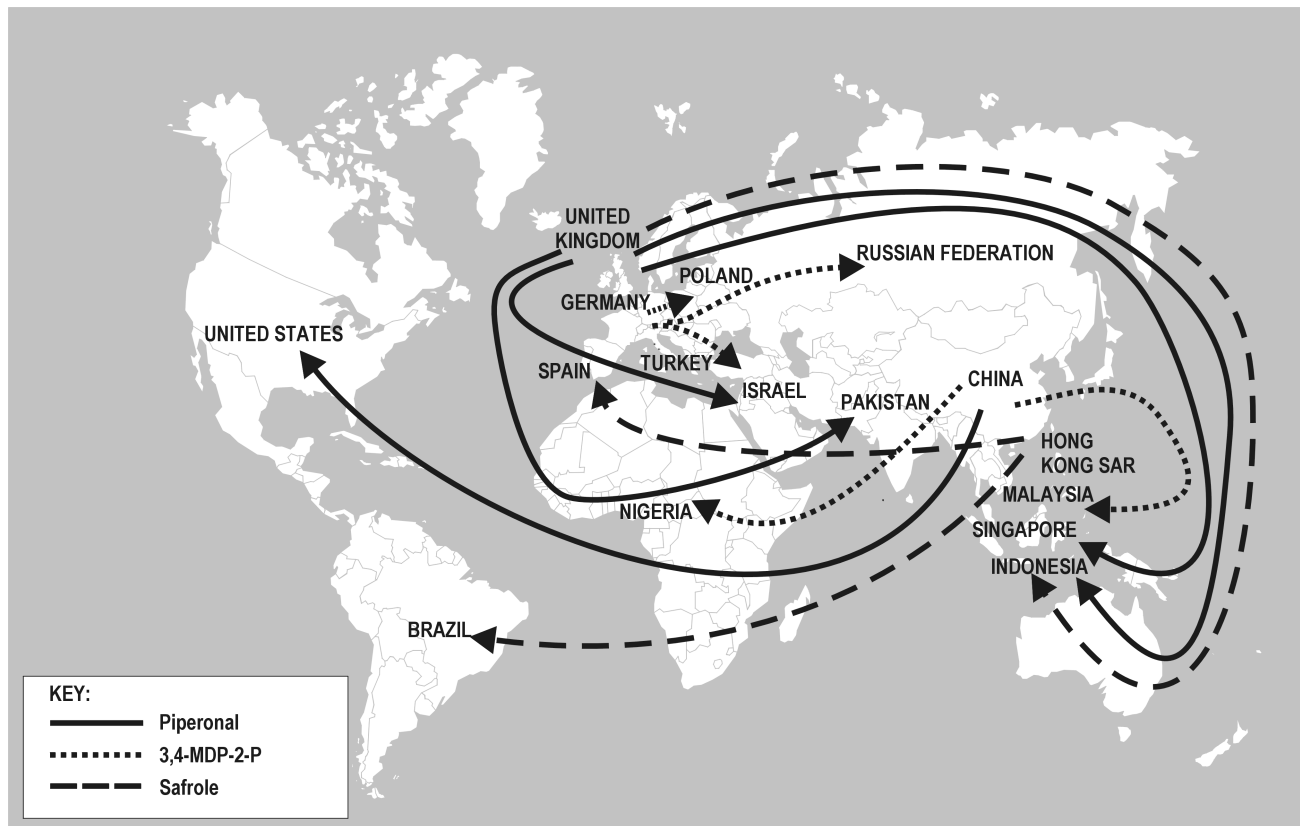 UNITED
KINGDOM
RUSSIAN FEDERATION
POLAND
GERMANY
UNITED STATES
TURKEY
SPAIN
CHINA
ISRAEL
PAKISTAN
HONG
KONG SAR
MALAYSIA
NIGERIA
SINGAPORE
INDONESIA
BRAZIL
KEY:
Piperonal
3,4-MDP-2-P
Safrole